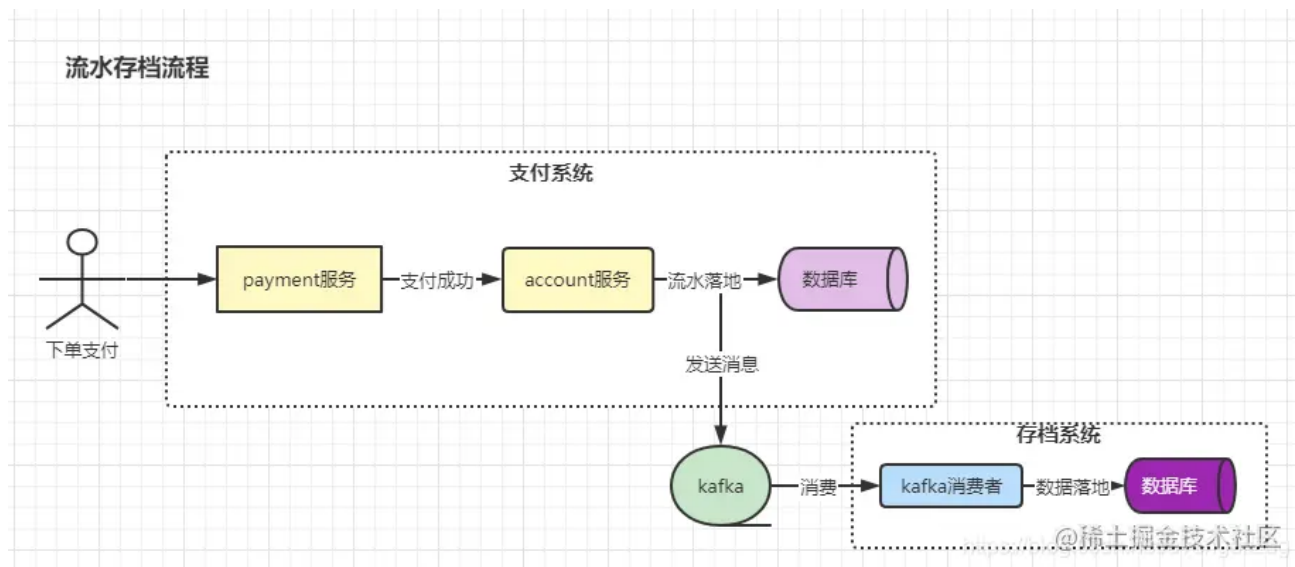 流水存档流程
支付系统
payment服务
支付成功
account服务
流水落地
数据库
下单支付
发送消息
存档系统
kafka
消费
kafka消费者
数据落地
数据库
@稀土掘金技术社区